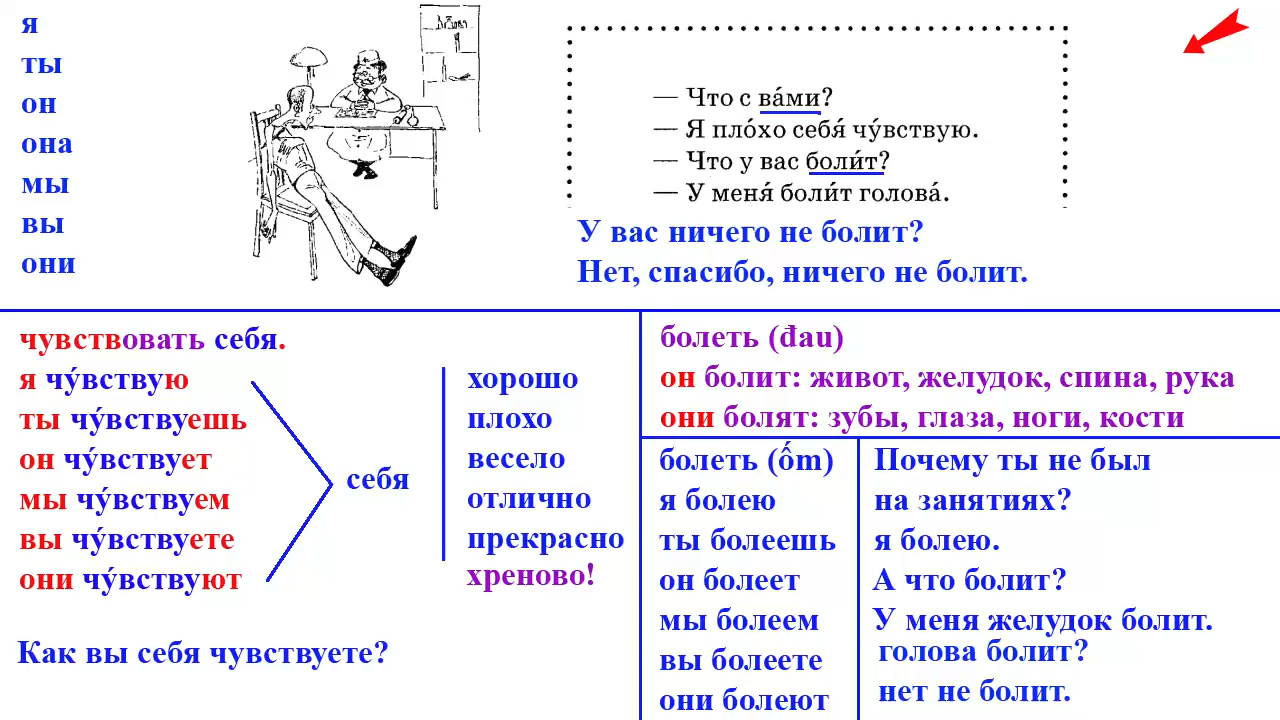 я
ты
он
она
мы
вы
они
— Что с ва́ми?
— Я пло́хо себя́ чу́вствую.
— Что у вас боли́т?
— У меня́ боли́т голова́.
У вас ничего не болит?
Нет, спасибо, ничего не болит.
чувствовать себя.
я чу́вствую
ты чу́вствуешь
он чу́вствует
мы чу́вствуем
вы чу́вствуете
они чу́вствуют
себя
хорошо
плохо
весело
отлично
прекрасно
хреново!
Как вы себя чувствуете?
болеть (đau)
он болит: живот, желудок, спина, рука
они болят: зубы, глаза, ноги, кости
болеть (ốm)
я болею
ты болеешь
он болеет
мы болеем
вы болеете
они болеют
Почему ты не был
на занятиях?
я болею.
А что болит?
У меня желудок болит.
голова болит?
нет не болит.